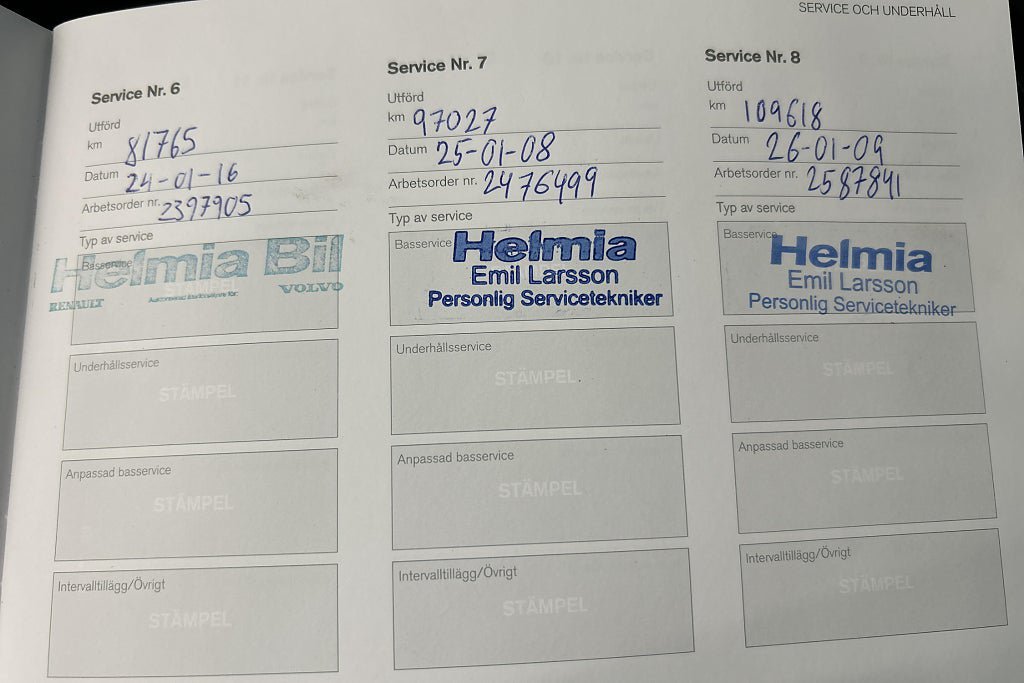 SERVICE OCH UNDERHÅLL
Service Nr. 6
Utförd
km 81765
Datum 24-01-16
Arbetsorder nr. 2397905
Typ av service
Basservice
Helmia Bil
STÄMPEL
RENAULT
VOLVO
Underhållsservice
STÄMPEL
Anpassad basservice
STÄMPEL
Intervalltillägg/Övrigt
STÄMPEL
Service Nr. 7
Utförd
km 97027
Datum 25-01-08
Arbetsorder nr. 2476499
Typ av service
Basservice
Helmia
Emil Larsson
Personlig Servicetekniker
Underhållsservice
STÄMPEL
Anpassad basservice
STÄMPEL
Intervalltillägg/Övrigt
STÄMPEL
Service Nr. 8
Utförd
km 109618
Datum 26-01-09
Arbetsorder nr. 2587841
Typ av service
Basservice
Helmia
Emil Larsson
Personlig Servicetekniker
Underhållsservice
STÄMPEL
Anpassad basservice
STÄMPEL
Intervalltillägg/Övrigt
STÄMPEL